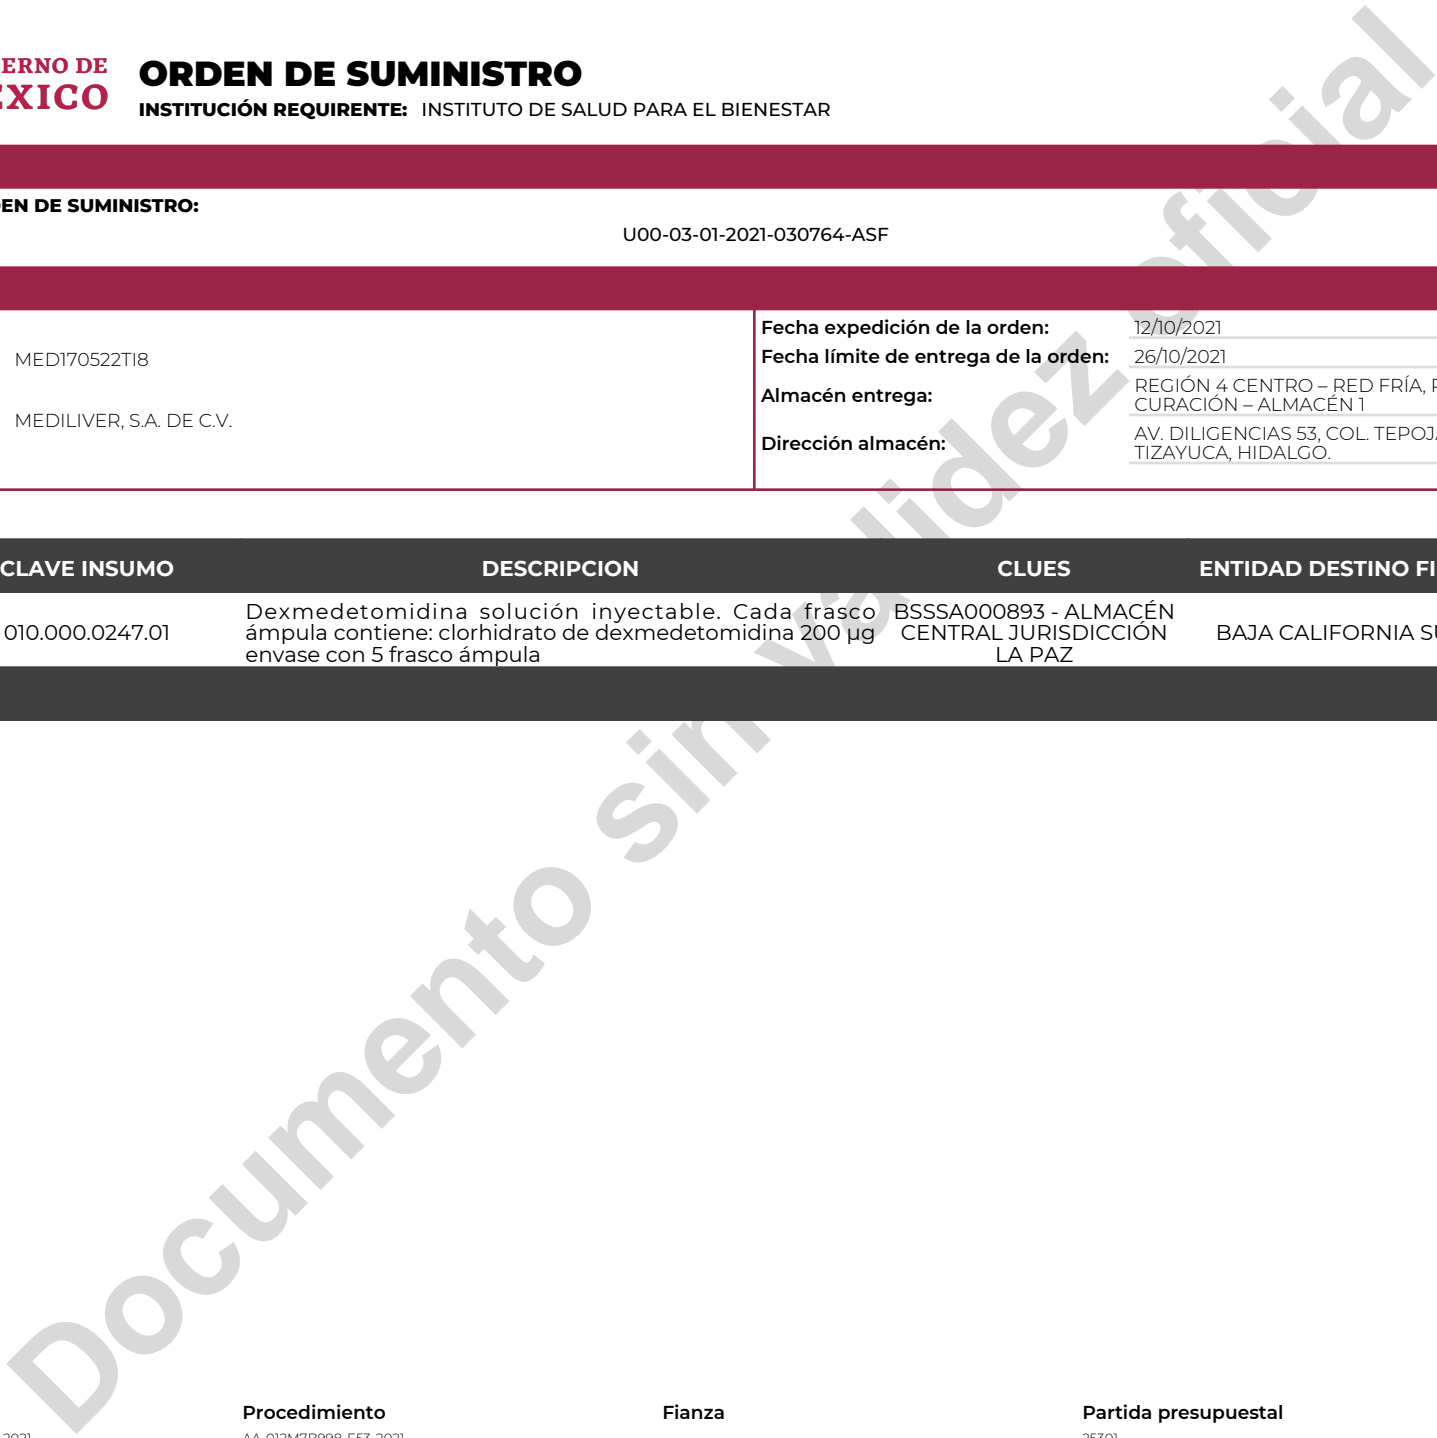 ERNO DE
EXICO
ORDEN DE SUMINISTRO
INSTITUCIÓN REQUIRENTE: INSTITUTO DE SALUD PARA EL BIENESTAR
EN DE SUMINISTRO:
U00-03-01-2021-030764-ASF
MED170522TI8
MEDILIVER, S.A. DE C.V.
Fecha expedición de la orden: 12/10/2021
Fecha límite de entrega de la orden: 26/10/2021
Almacén entrega: REGIÓN 4 CENTRO – RED FRÍA,
CURACIÓN – ALMACÉN 1
Dirección almacén: AV. DILIGENCIAS 53, COL. TEPOJ
TIZAYUCA, HIDALGO.
CLAVE INSUMO DESCRIPCION CLUES ENTIDAD DESTINO FI
010.000.0247.01 Dexmedetomidina solución inyectable. Cada frasco
ámpula contiene: clorhidrato de dexmedetomidina 200 µg
envase con 5 frasco ámpula
BSSSA000893 - ALMACÉN
CENTRAL JURISDICCIÓN
LA PAZ
BAJA CALIFORNIA S
Documento sin validez oficial
Procedimiento Fianza Partida presupuestal